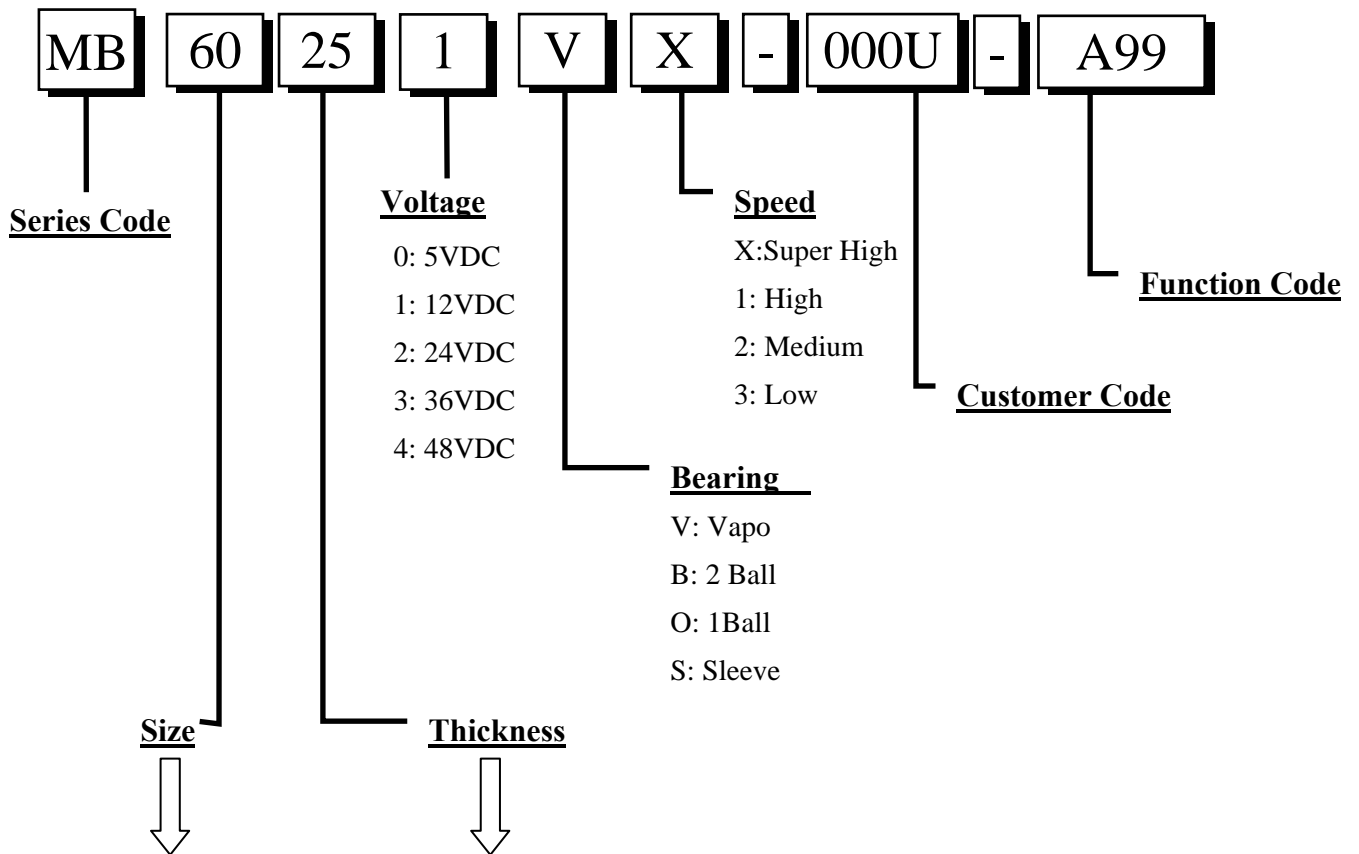 MB 60 25 1 V X - 000U - A99
Series Code
Voltage
0: 5VDC
1: 12VDC
2: 24VDC
3: 36VDC
4: 48VDC
Speed
X:Super High
1: High
2: Medium
3: Low
Function Code
Customer Code
Bearing
V: Vapo
B: 2 Ball
O: 1Ball
S: Sleeve
Size
Thickness